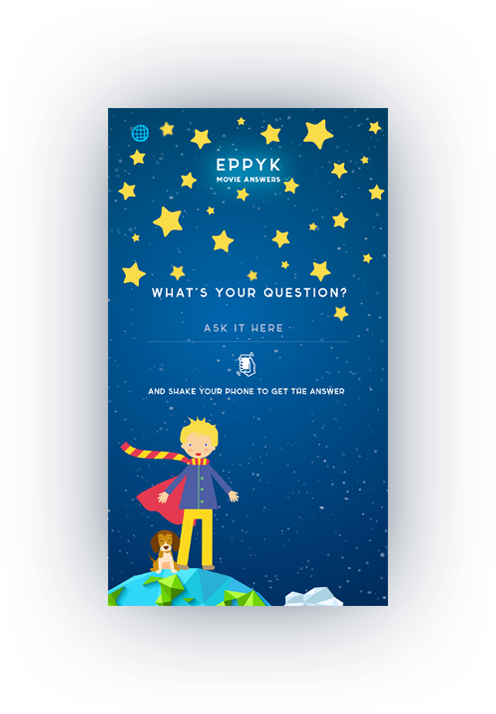 EPPYK
MOVIE ANSWERS
WHAT'S YOUR QUESTION?
ASK IT HERE
AND SHAKE YOUR PHONE TO GET THE ANSWER